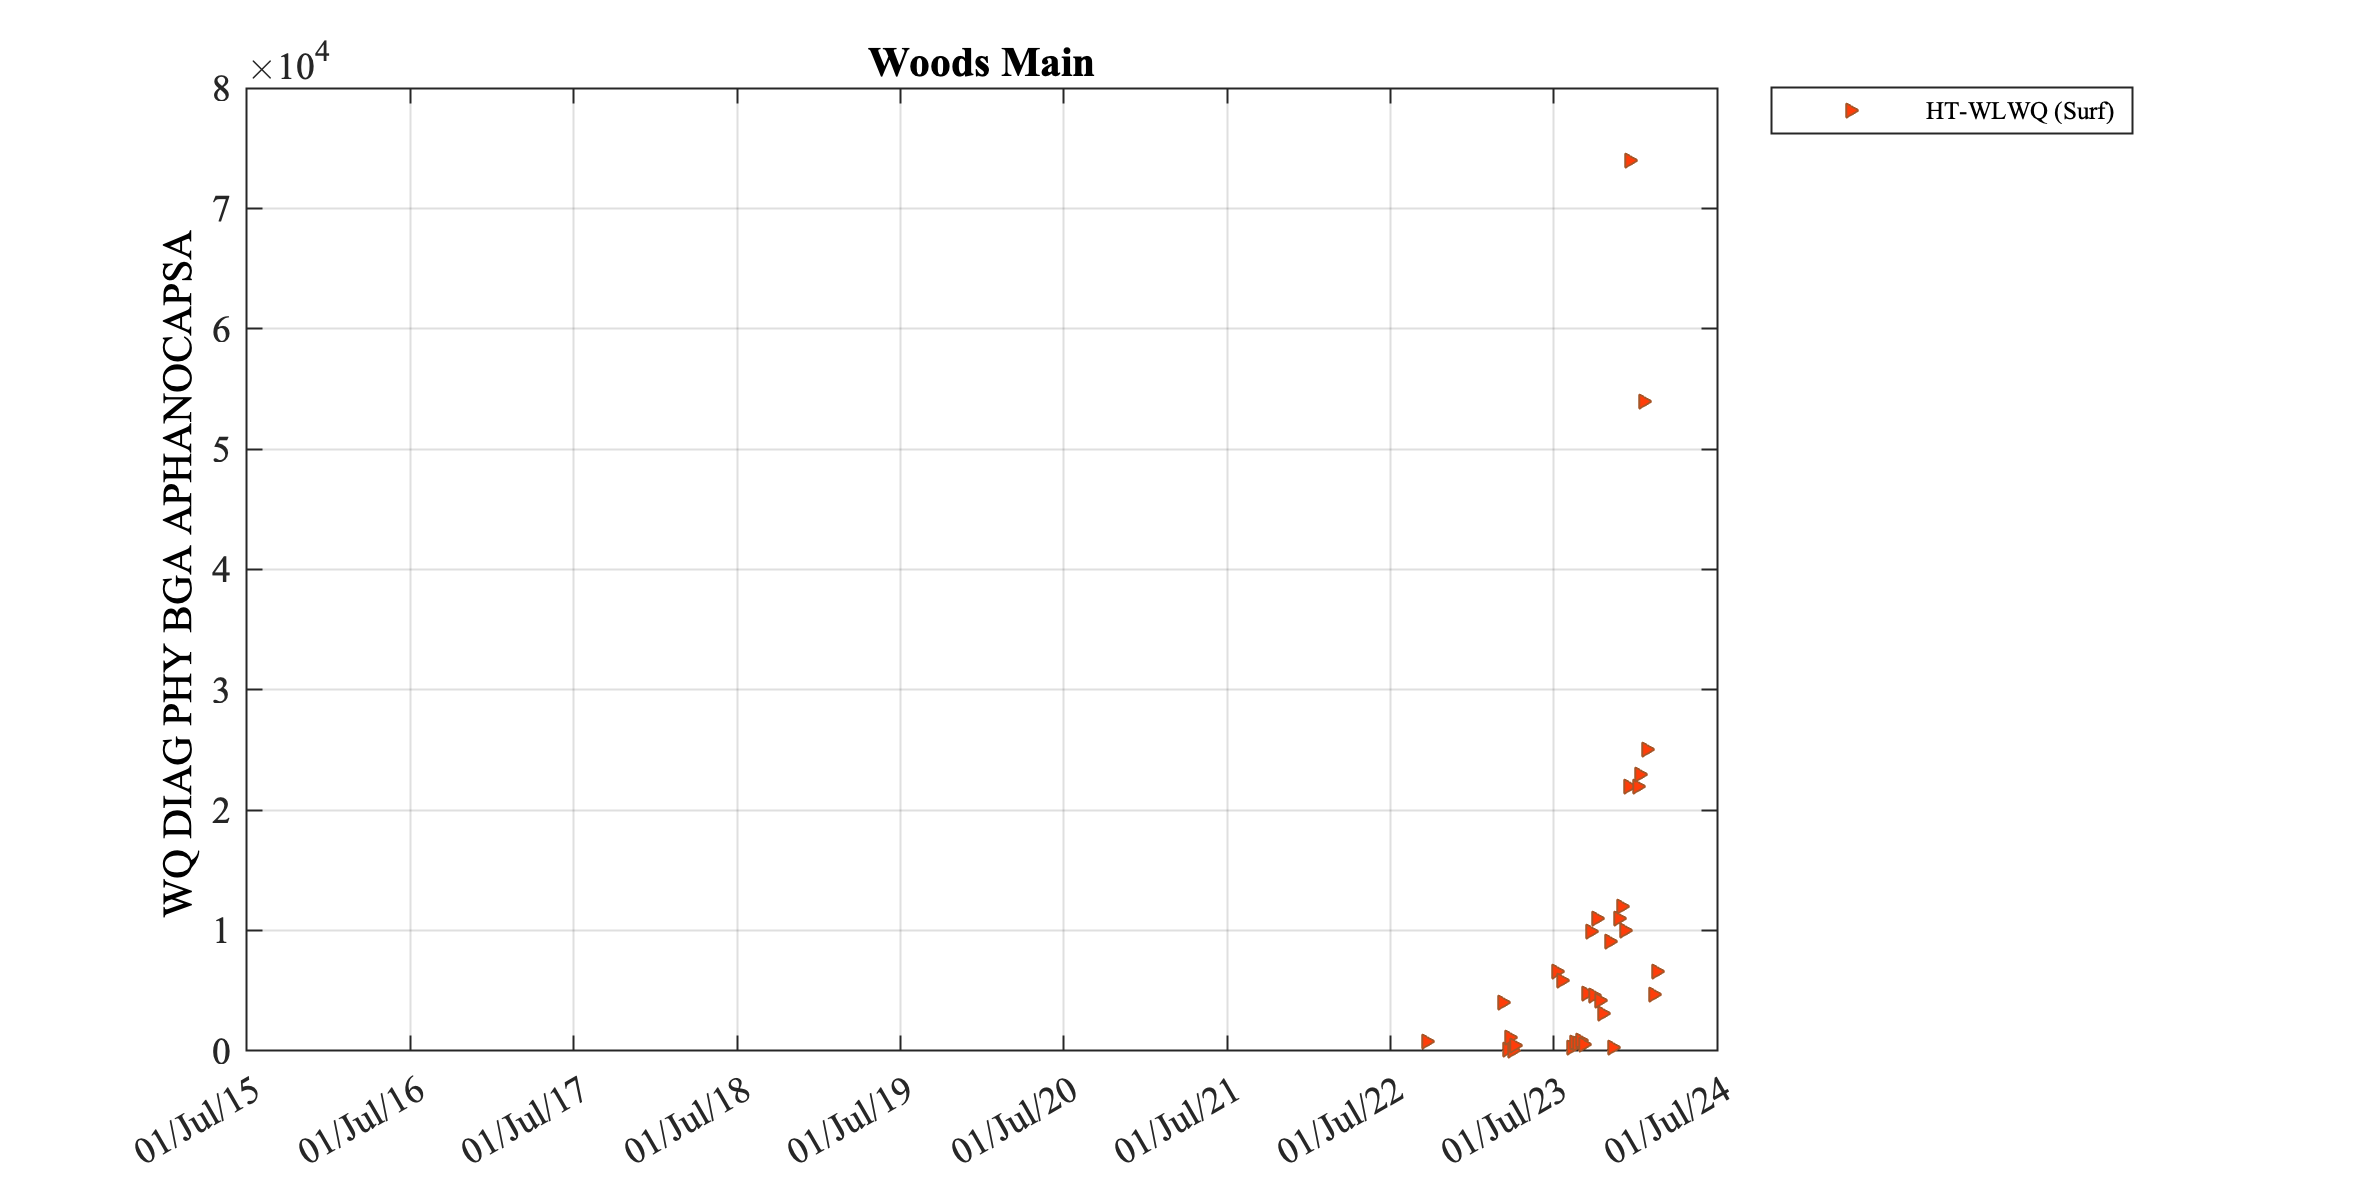 Woods Main
×10⁴
8
7
6
5
4
3
2
1
0
WQ DIAG PHY BGA APHANOCAPSA
01/Jul/15
01/Jul/16
01/Jul/17
01/Jul/18
01/Jul/19
01/Jul/20
01/Jul/21
01/Jul/22
01/Jul/23
01/Jul/24
HT-WLWQ (Surf)